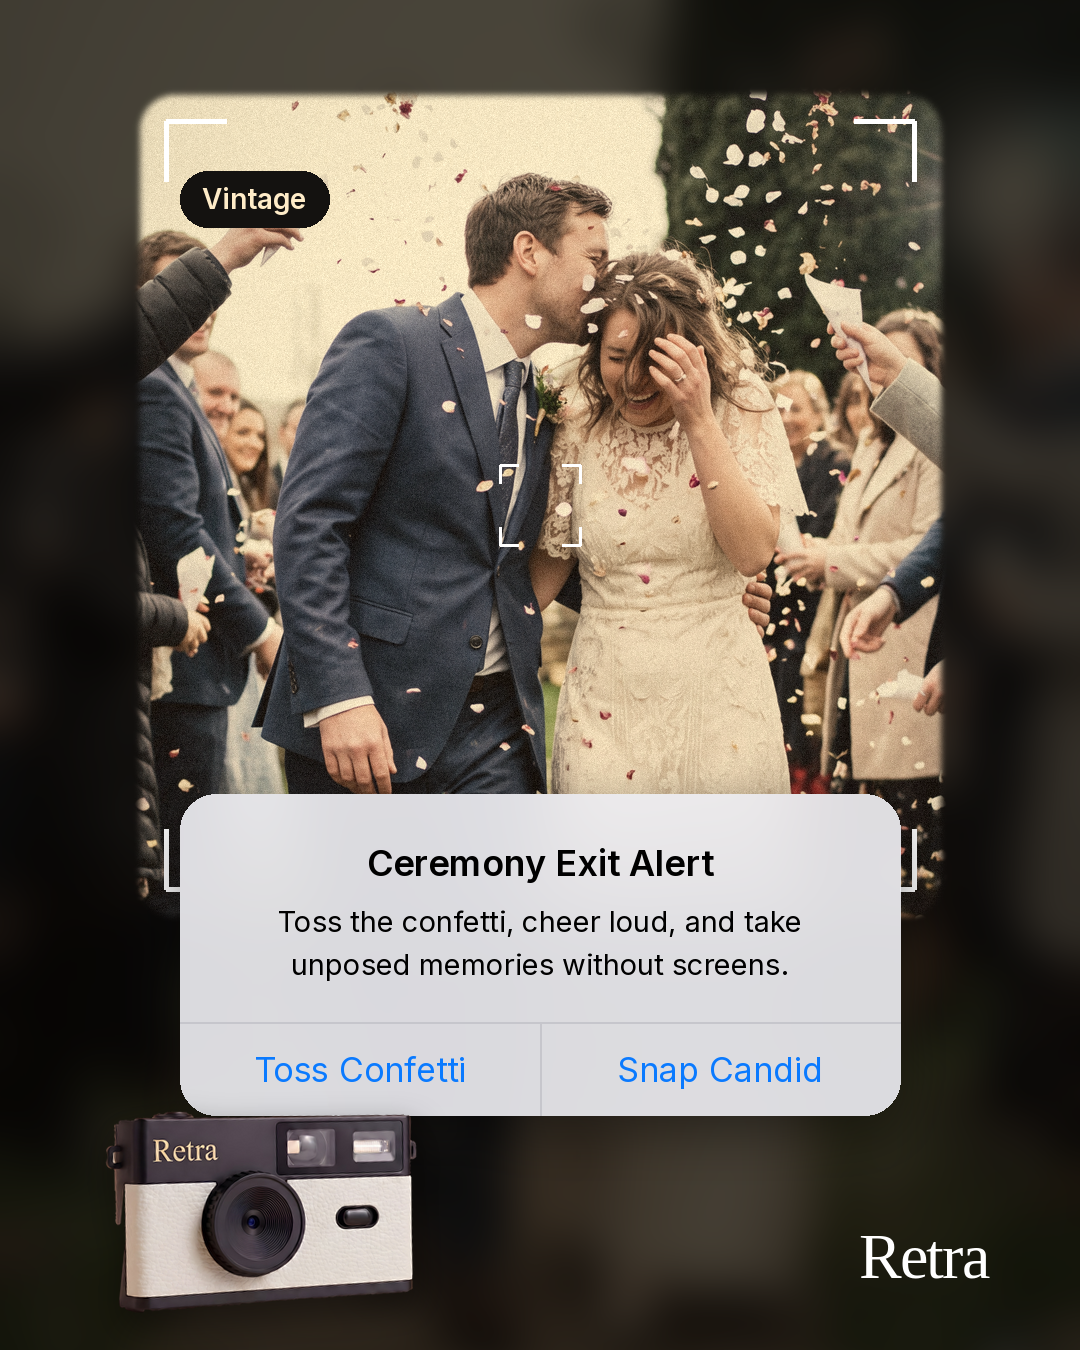 Vintage
Ceremony Exit Alert
Toss the confetti, cheer loud, and take
unposed memories without screens.
Toss Confetti
Snap Candid
Retra
Retra